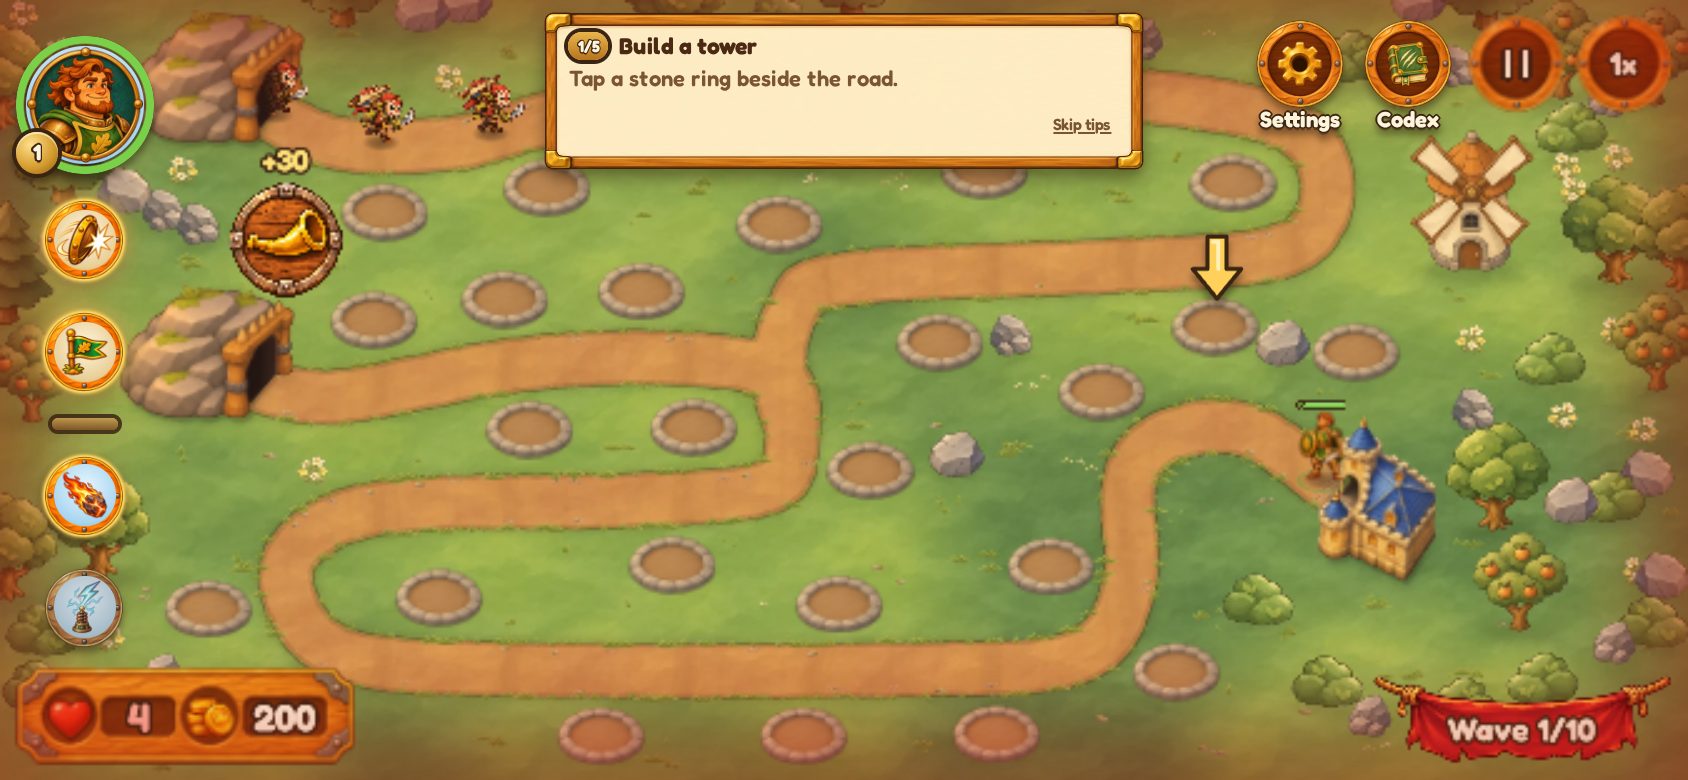 1/5 Build a tower
Tap a stone ring beside the road.
Skip tips
Settings
Codex
1x
1
+30
4
200
Wave 1/10